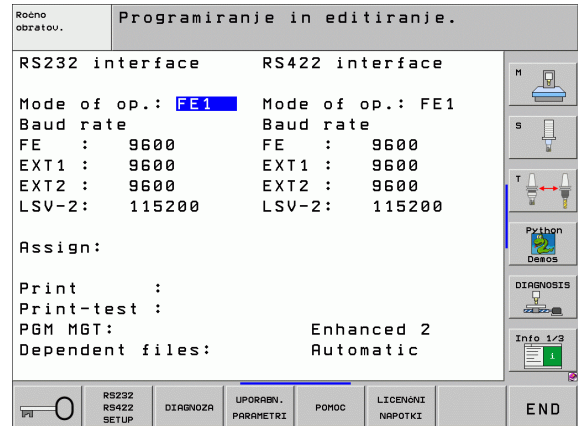 Ročno
obratov.
Programiranje in editiranje.
RS232 interface RS422 interface
Mode of op.: FE1 Mode of op.: FE1
Baud rate Baud rate
FE : 9600 FE : 9600
EXT1 : 9600 EXT1 : 9600
EXT2 : 9600 EXT2 : 9600
LSV-2: 115200 LSV-2: 115200
Assign:
Print :
Print-test :
PGM MGT: Enhanced 2
Dependent files: Automatic
M
S
T
Python
Demos
DIAGNOSIS
Info 1/3
i
RS232
RS422
SETUP
DIAGNOZA
UPORABN.
PARAMETRI
POMOC
LICENčNI
NAPOTKI
END